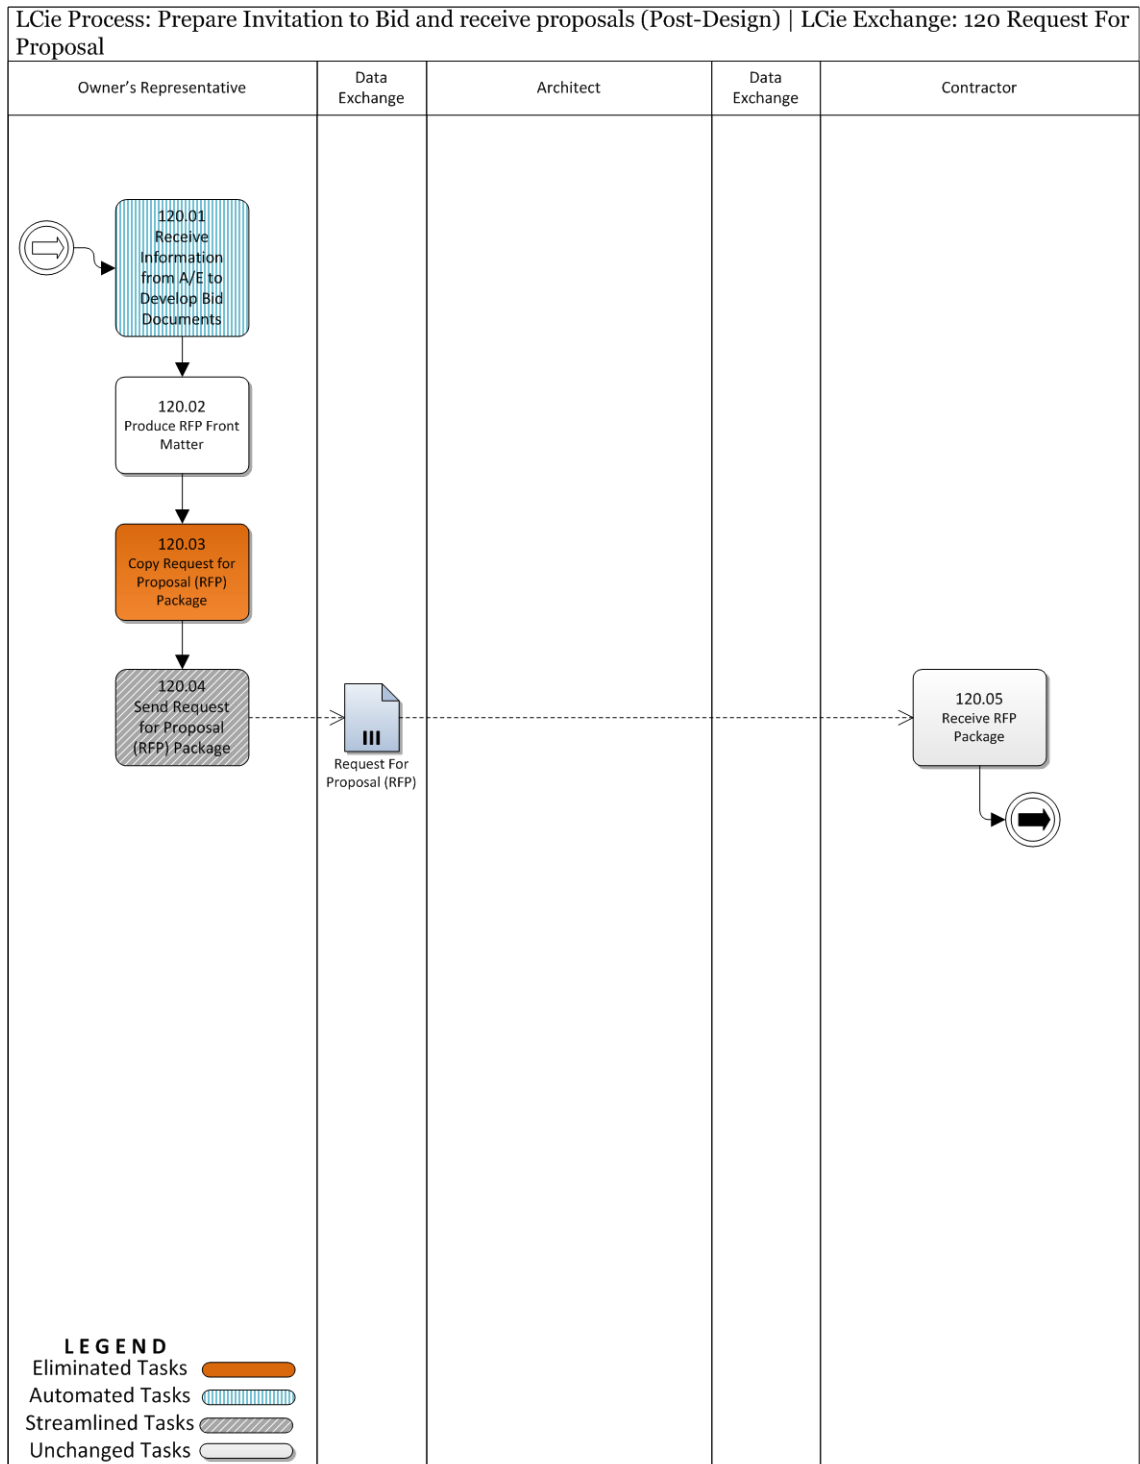 LCie Process: Prepare Invitation to Bid and receive proposals (Post-Design) | LCie Exchange: 120 Request For
Proposal
Owner's Representative
Data
Exchange
Architect
Data
Exchange
Contractor
120.01
Receive
Information
from A/E to
Develop Bid
Documents
120.02
Produce RFP Front
Matter
120.03
Copy Request for
Proposal (RFP)
Package
120.04
Send Request
for Proposal
(RFP) Package
Request For
Proposal (RFP)
120.05
Receive RFP
Package
LEGEND
Eliminated Tasks
Automated Tasks
Streamlined Tasks
Unchanged Tasks